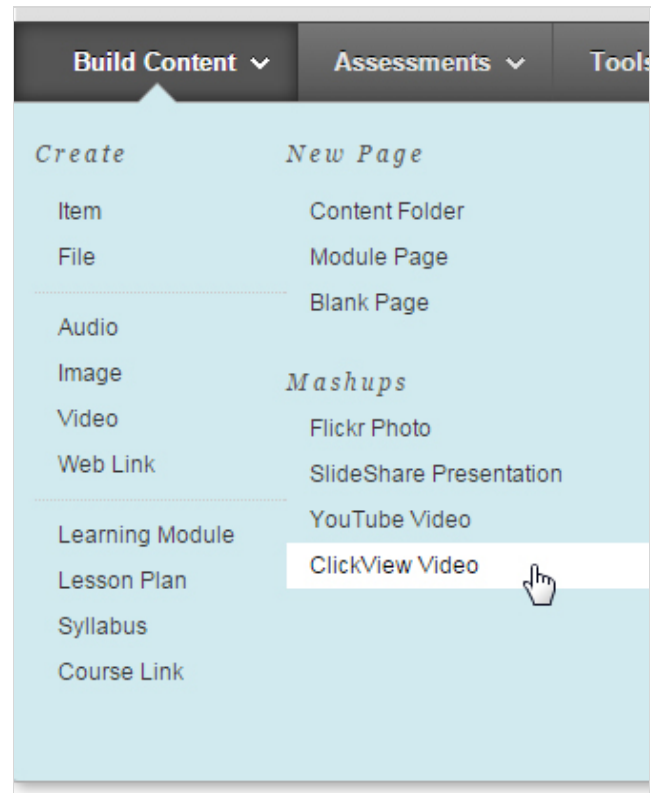 Build Content
Assessments
Tools
Create
Item
File
Audio
Image
Video
Web Link
Learning Module
Lesson Plan
Syllabus
Course Link
New Page
Content Folder
Module Page
Blank Page
Mashups
Flickr Photo
SlideShare Presentation
YouTube Video
ClickView Video